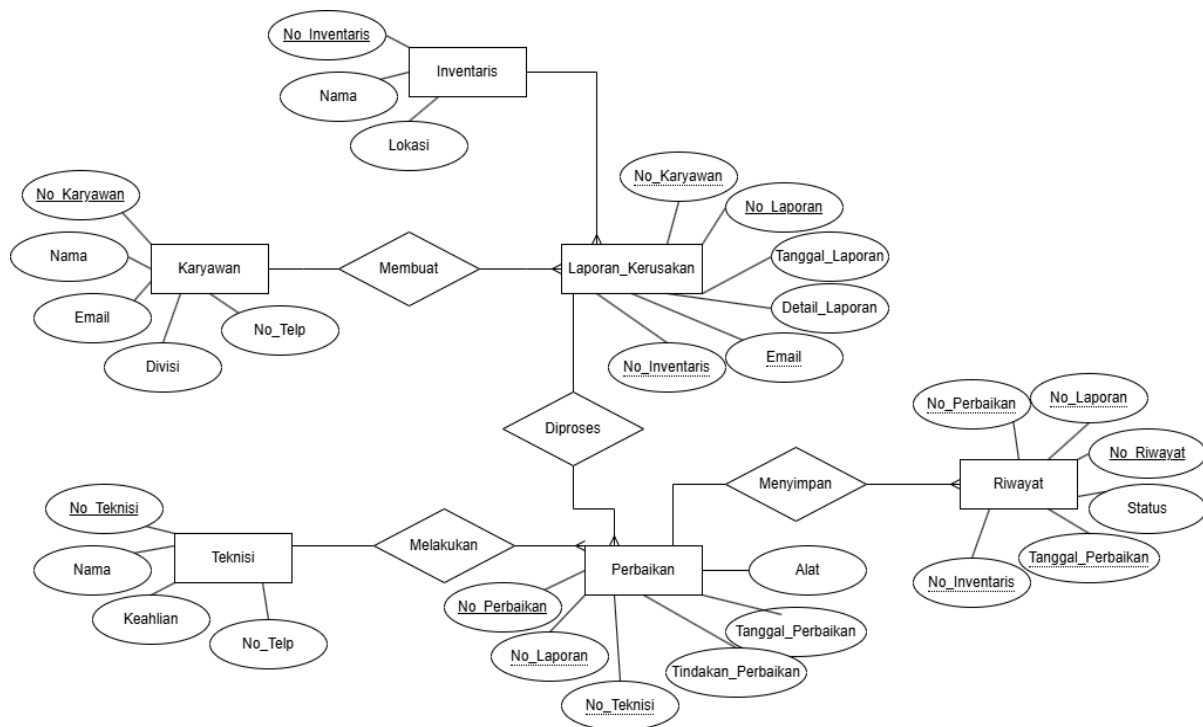 No_Inventaris
Inventaris
Nama
Lokasi
No_Karyawan
Nama
Karyawan
Email
Divisi
No_Telp
Membuat
No_Karyawan
No_Laporan
Laporan_Kerusakan
Tanggal_Laporan
Detail_Laporan
Email
No_Inventaris
Diproses
No_Teknisi
Nama
Teknisi
Keahlian
No_Telp
Melakukan
Perbaikan
No_Perbaikan
No_Laporan
No_Teknisi
Alat
Tanggal_Perbaikan
Tindakan_Perbaikan
Menyimpan
No_Perbaikan
No_Laporan
No_Riwayat
Riwayat
Status
Tanggal_Perbaikan
No_Inventaris